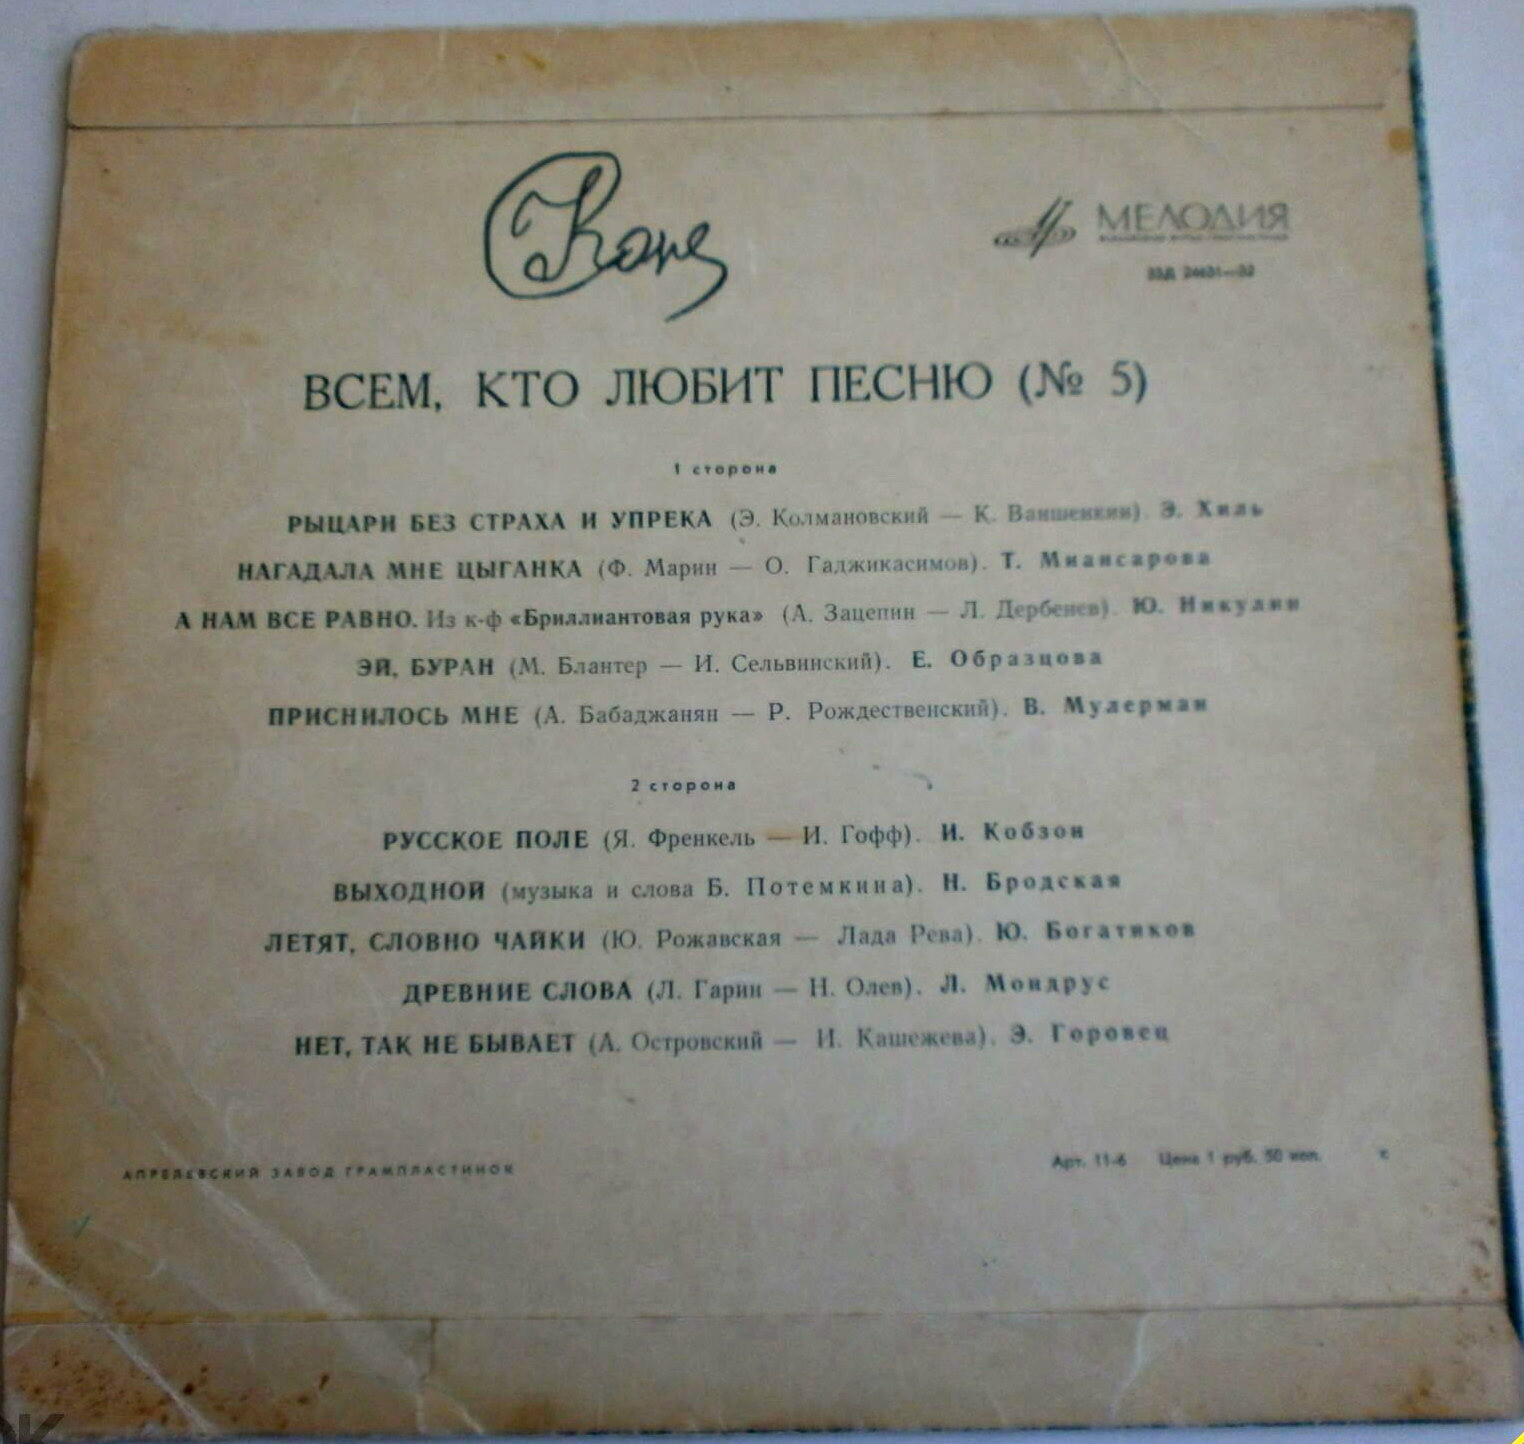 МЕЛОДИЯ
33Д 24631—32
ВСЕМ, КТО ЛЮБИТ ПЕСНЮ (№ 5)
1 сторона
РЫЦАРИ БЕЗ СТРАХА И УПРЕКА (Э. Колмановский — К. Ваншенкин). Э. Хиль
НАГАДАЛА МНЕ ЦЫГАНКА (Ф. Марин — О. Гаджикасимов). Т. Миансарова
А НАМ ВСЕ РАВНО. Из к-ф «Бриллиантовая рука» (А. Зацепин — Л. Дербенев). Ю. Никулин
ЭЙ, БУРАН (М. Блантер — И. Сельвинский). Е. Образцова
ПРИСНИЛОСЬ МНЕ (А. Бабаджанян — Р. Рождественский). В. Мулерман
2 сторона
РУССКОЕ ПОЛЕ (Я. Френкель — И. Гофф). И. Кобзон
ВЫХОДНОЙ (музыка и слова Б. Потемкина). Н. Бродская
ЛЕТЯТ, СЛОВНО ЧАЙКИ (Ю. Рожавская — Лада Рева). Ю. Богатиков
ДРЕВНИЕ СЛОВА (Л. Гарин — Н. Олев). Л. Мондрус
НЕТ, ТАК НЕ БЫВАЕТ (А. Островский — И. Кашежева). Э. Горовец
АПРЕЛЕВСКИЙ ЗАВОД ГРАМПЛАСТИНОК
Арт. 11-6 Цена 1 руб. 50 коп.
OK